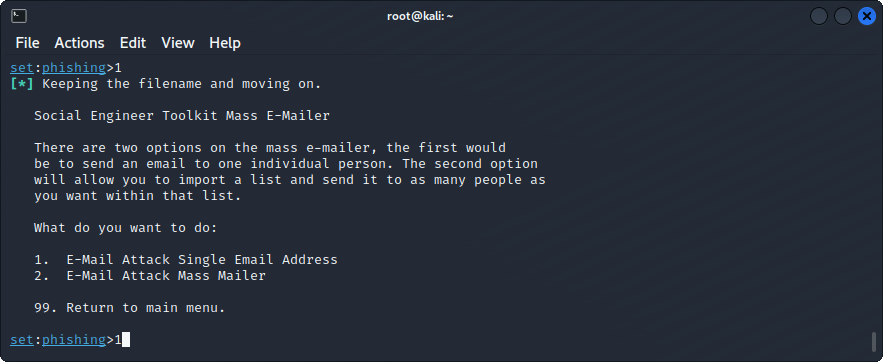 root@kali: ~
File Actions Edit View Help
set:phishing>1
[*] Keeping the filename and moving on.
Social Engineer Toolkit Mass E-Mailer
There are two options on the mass e-mailer, the first would
be to send an email to one individual person. The second option
will allow you to import a list and send it to as many people as
you want within that list.
What do you want to do:
1. E-Mail Attack Single Email Address
2. E-Mail Attack Mass Mailer
99. Return to main menu.
set:phishing>1